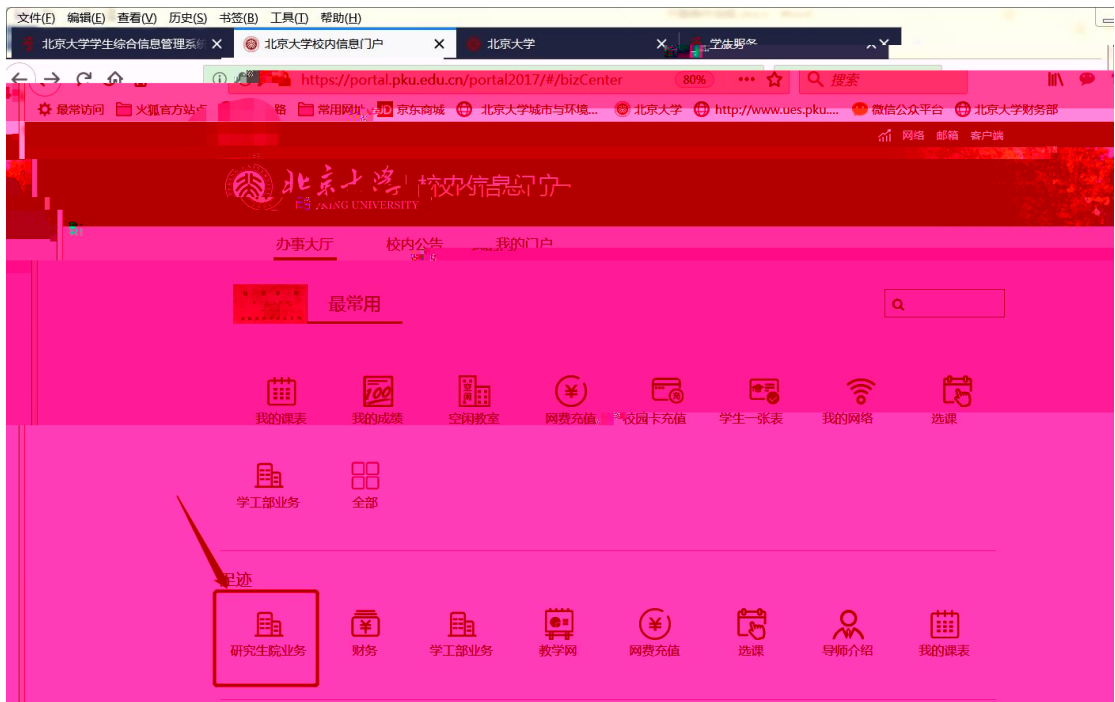 文件(F) 编辑(E) 查看(V) 历史(S) 书签(B) 工具(T) 帮助(H)
北京大学学生综合信息管理系统 北京大学校内信息门户 北京大学
https://portal.pku.edu.cn/portal2017/#/bizCenter 80% 搜索
最常访问 火狐官方站点 常用网址 JD 京东商城 北京大学城市与环境... 北京大学 http://www.ues.pku.... 微信公众平台 北京大学财务部
网络 邮箱 客户端
北京大学 校内信息门户
UNIVERSITY
办事大厅 校内公告 我的门户
最常用
我的课表 我的成绩 空闲教室 网费充值 校园卡充值 学生一张表 我的网络 选课
学工部业务 全部
足迹
研究生院业务 财务 学工部业务 教学网 网费充值 选课 导师介绍 我的课表